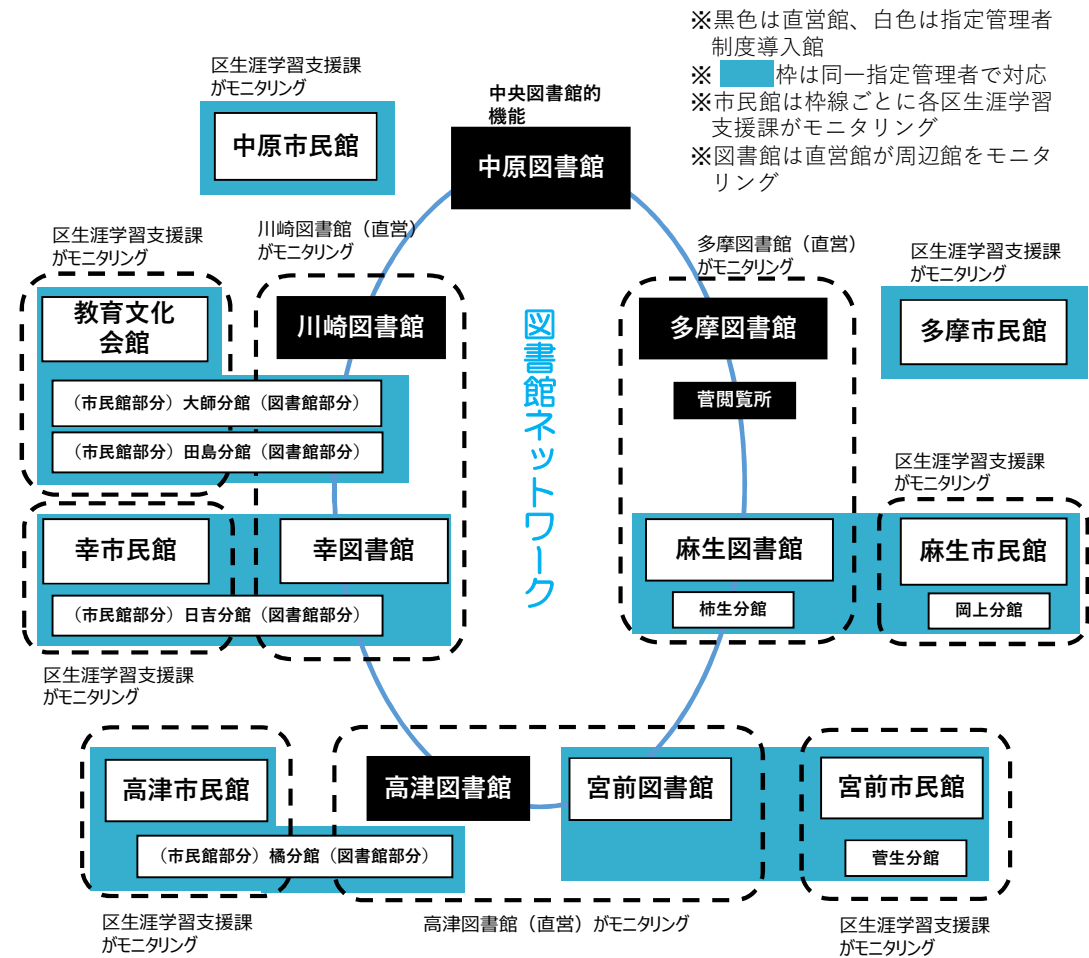 ※黒色は直営館、白色は指定管理者
制度導入館
※　　枠は同一指定管理者で対応
※市民館は枠線ごとに各区生涯学習
支援課がモニタリング
※図書館は直営館が周辺館をモニタ
リング
区生涯学習支援課
がモニタリング
中原市民館
中央図書館的
機能
中原図書館
区生涯学習支援課
がモニタリング
川崎図書館（直営）
がモニタリング
多摩図書館（直営）
がモニタリング
区生涯学習支援課
がモニタリング
教育文化
会館
川崎図書館
図書館ネットワーク
多摩図書館
多摩市民館
菅閲覧所
（市民館部分）大師分館（図書館部分）
（市民館部分）田島分館（図書館部分）
区生涯学習支援課
がモニタリング
幸市民館
幸図書館
麻生図書館
麻生市民館
（市民館部分）日吉分館（図書館部分）
柿生分館
岡上分館
区生涯学習支援課
がモニタリング
高津市民館
高津図書館
宮前図書館
宮前市民館
（市民館部分）橘分館（図書館部分）
菅生分館
区生涯学習支援課
がモニタリング
高津図書館（直営）がモニタリング
区生涯学習支援課
がモニタリング